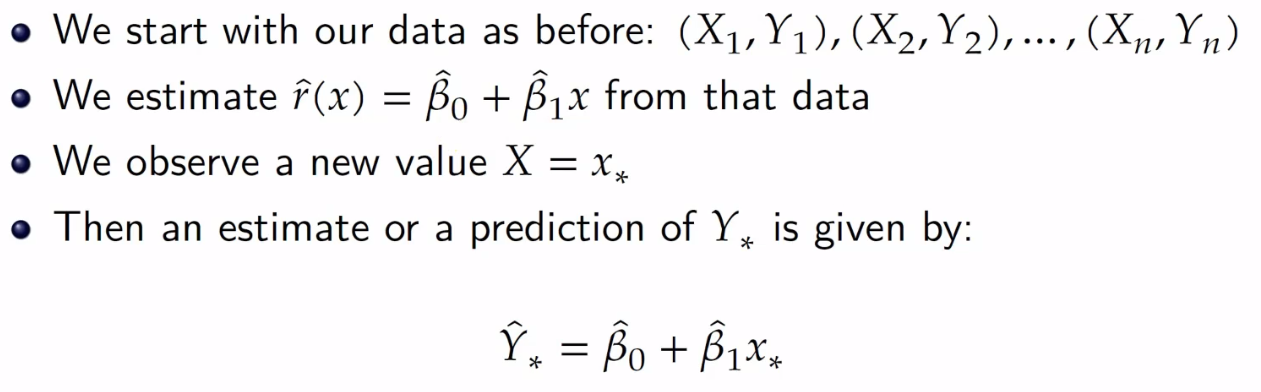 • We start with our data as before: (X₁, Y₁), (X₂, Y₂), ... , (Xₙ, Yₙ)
• We estimate r̂(x) = β̂₀ + β̂₁x from that data
• We observe a new value X = x⁎
• Then an estimate or a prediction of Y⁎ is given by:
Ŷ⁎ = β̂₀ + β̂₁x⁎